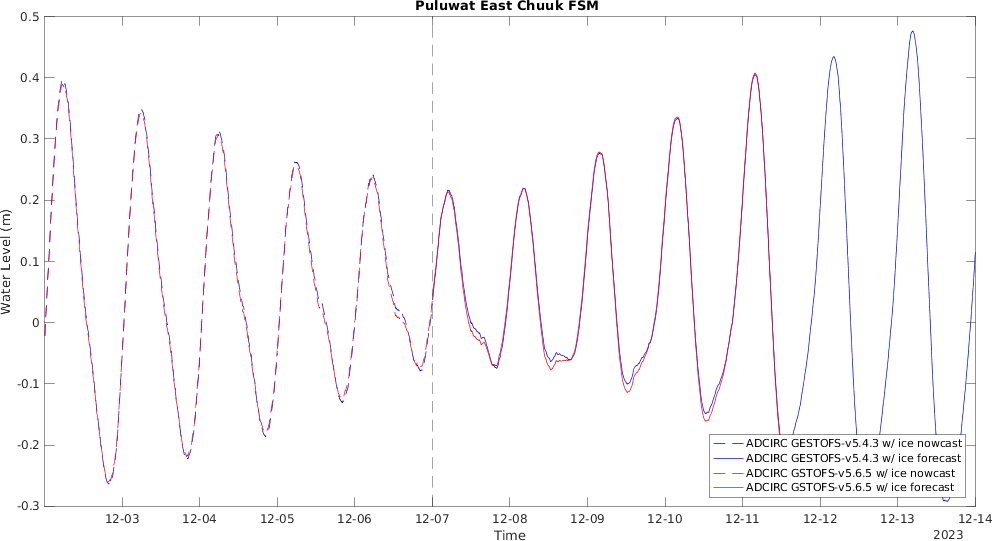 Puluwat East Chuuk FSM
0.5
0.4
0.3
0.2
0.1
0
-0.1
-0.2
-0.3
Water Level (m)
ADCIRC GESTOFS-v5.4.3 w/ ice nowcast
ADCIRC GESTOFS-v5.4.3 w/ ice forecast
ADCIRC GSTOFS-v5.6.5 w/ ice nowcast
ADCIRC GSTOFS-v5.6.5 w/ ice forecast
12-03 12-04 12-05 12-06 12-07 12-08 12-09 12-10 12-11 12-12 12-13 12-14
Time
2023